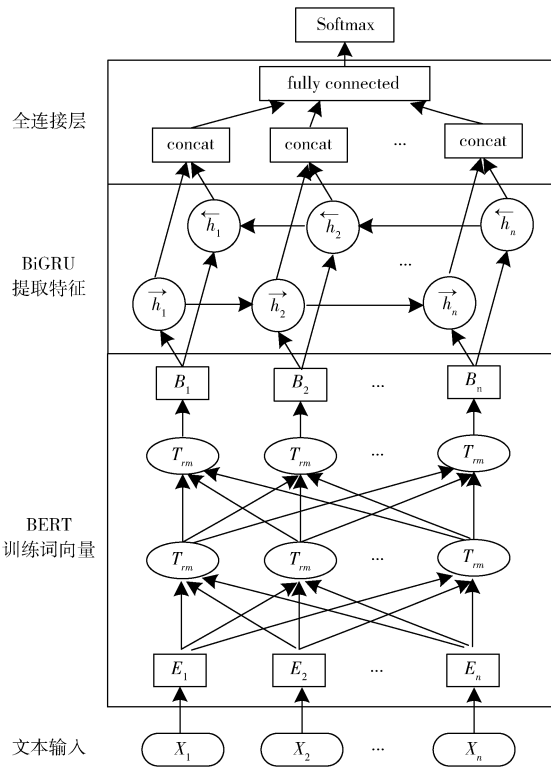 Softmax
fully connected
全连接层
concat concat ... concat
←h₁ ←h₂ ←hₙ
BiGRU
提取特征
...
→h₁ →h₂ →hₙ
B₁ B₂ ... Bₙ
Tᵣₘ Tᵣₘ ... Tᵣₘ
BERT
训练词向量
Tᵣₘ Tᵣₘ ... Tᵣₘ
E₁ E₂ ... Eₙ
文本输入 X₁ X₂ ... Xₙ